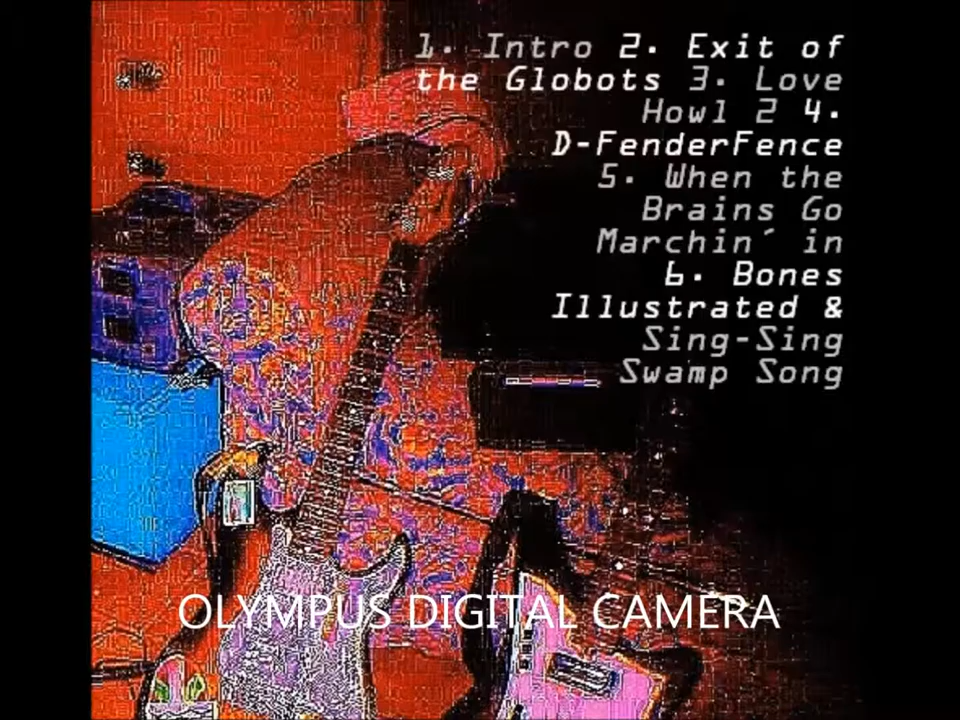 1. Intro 2. Exit of
the Globots 3. Love
Howl 2 4.
D-FenderFence
5. When the
Brains Go
Marchin´ in
6. Bones
Illustrated &
Sing-Sing
Swamp Song
OLYMPUS DIGITAL CAMERA